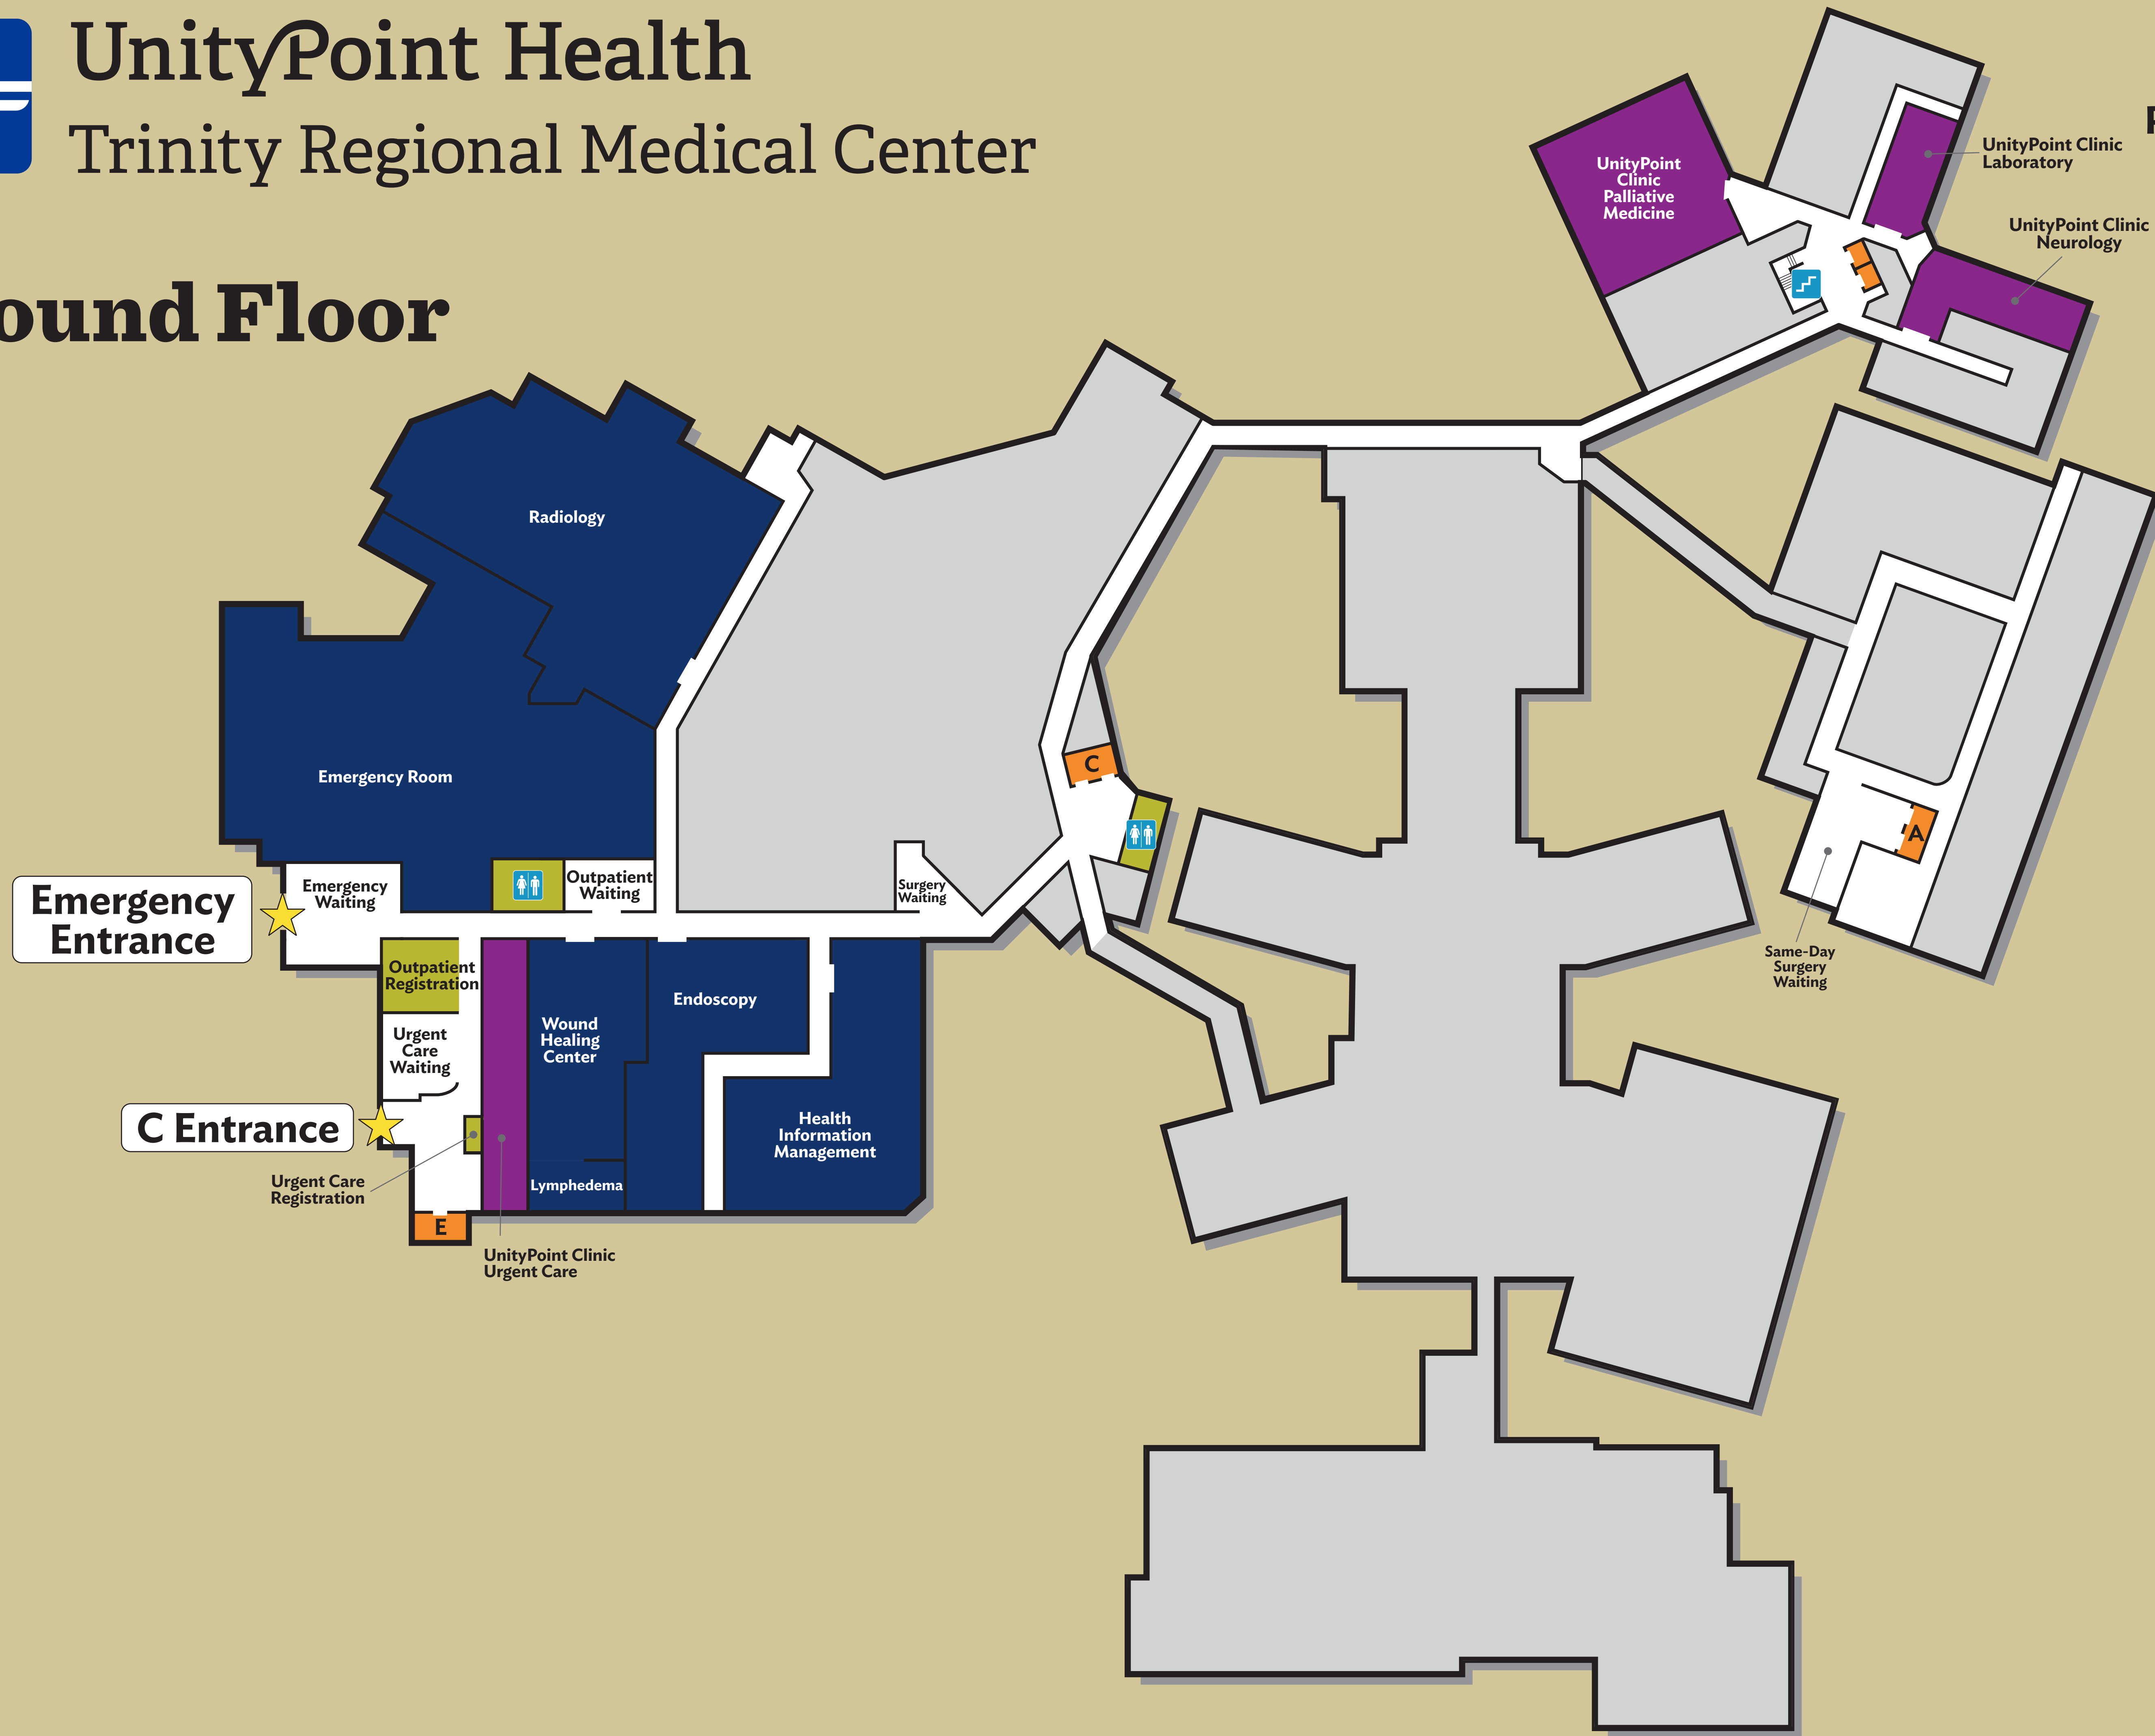 UnityPoint Health
Trinity Regional Medical Center
ound Floor
UnityPoint
Clinic
Palliative
Medicine
UnityPoint Clinic
Laboratory
UnityPoint Clinic
Neurology
Radiology
Emergency Room
C
A
Emergency
Entrance
Emergency
Waiting
Outpatient
Waiting
Surgery
Waiting
Same-Day
Surgery
Waiting
Outpatient
Registration
Urgent
Care
Waiting
Wound
Healing
Center
Endoscopy
C Entrance
Health
Information
Management
Urgent Care
Registration
Lymphedema
E
UnityPoint Clinic
Urgent Care